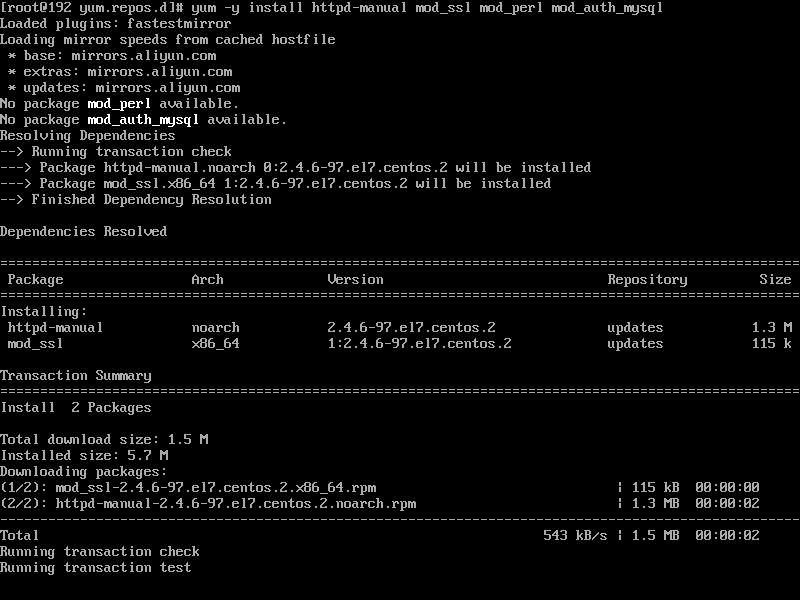 [root@192 yum.repos.d]# yum -y install httpd-manual mod_ssl mod_perl mod_auth_mysql
Loaded plugins: fastestmirror
Loading mirror speeds from cached hostfile
 * base: mirrors.aliyun.com
 * extras: mirrors.aliyun.com
 * updates: mirrors.aliyun.com
No package mod_perl available.
No package mod_auth_mysql available.
Resolving Dependencies
--> Running transaction check
---> Package httpd-manual.noarch 0:2.4.6-97.el7.centos.2 will be installed
---> Package mod_ssl.x86_64 1:2.4.6-97.el7.centos.2 will be installed
--> Finished Dependency Resolution

Dependencies Resolved

================================================================================
 Package Arch Version Repository Size
================================================================================
Installing:
 httpd-manual noarch 2.4.6-97.el7.centos.2 updates 1.3 M
 mod_ssl x86_64 1:2.4.6-97.el7.centos.2 updates 115 k

Transaction Summary
================================================================================
Install  2 Packages

Total download size: 1.5 M
Installed size: 5.7 M
Downloading packages:
(1/2): mod_ssl-2.4.6-97.el7.centos.2.x86_64.rpm | 115 kB  00:00:00
(2/2): httpd-manual-2.4.6-97.el7.centos.2.noarch.rpm | 1.3 MB  00:00:02
--------------------------------------------------------------------------------
Total 543 kB/s | 1.5 MB  00:00:02
Running transaction check
Running transaction test